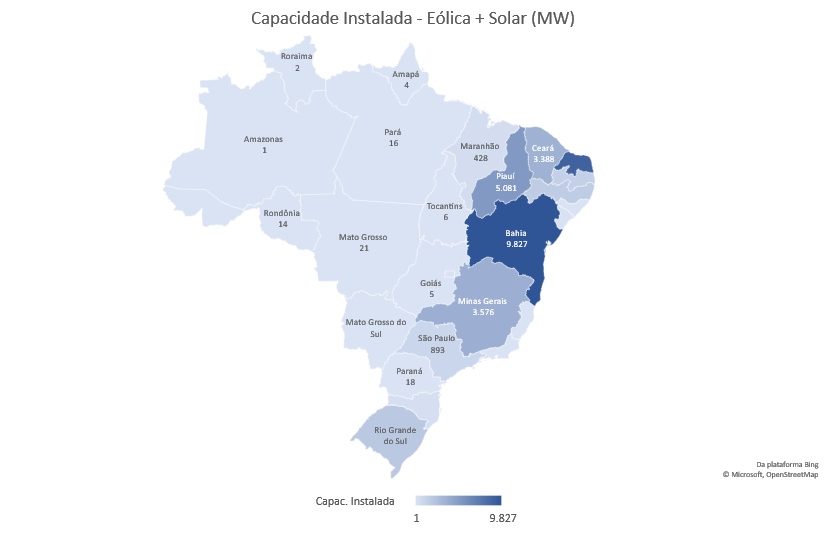 Capacidade Instalada - Eólica + Solar (MW)
Roraima
2
Amapá
4
Amazonas
1
Pará
16
Maranhão
428
Ceará
3.388
Piauí
5.081
Tocantins
6
Rondônia
14
Mato Grosso
21
Bahia
9.827
Goiás
5
Minas Gerais
3.576
Mato Grosso do
Sul
São Paulo
893
Paraná
18
Rio Grande
do Sul
Da plataforma Bing
© Microsoft, OpenStreetMap
Capac. Instalada
1
9.827